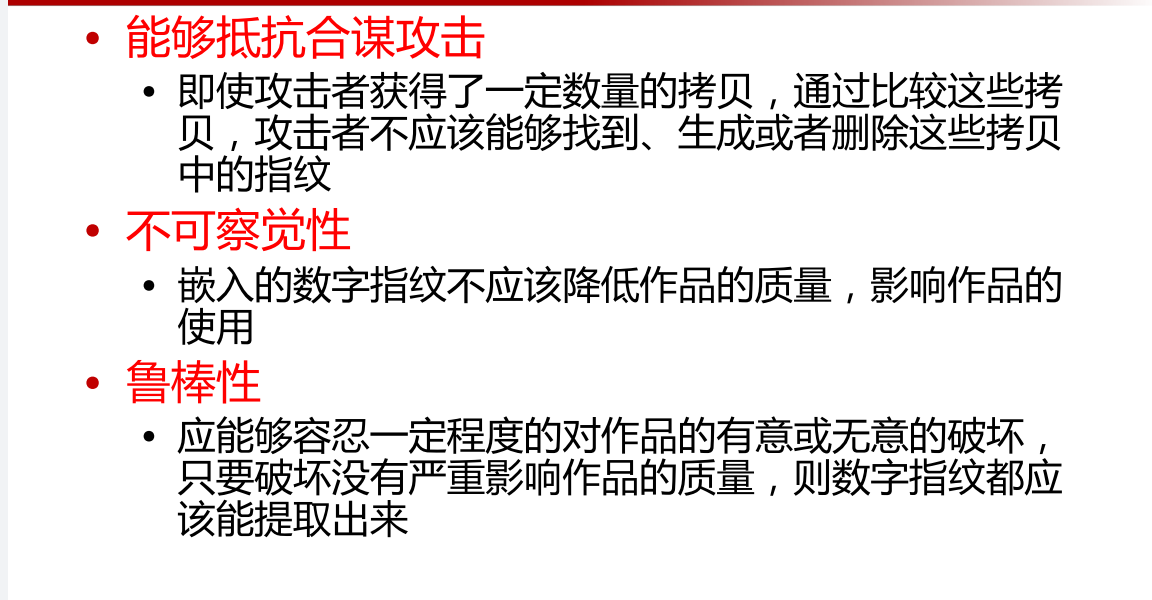 • 能够抵抗合谋攻击
• 即使攻击者获得了一定数量的拷贝，通过比较这些拷
贝，攻击者不应该能够找到、生成或者删除这些拷贝
中的指纹
• 不可察觉性
• 嵌入的数字指纹不应该降低作品的质量，影响作品的
使用
• 鲁棒性
• 应能够容忍一定程度的对作品的有意或无意的破坏，
只要破坏没有严重影响作品的质量，则数字指纹都应
该能提取出来